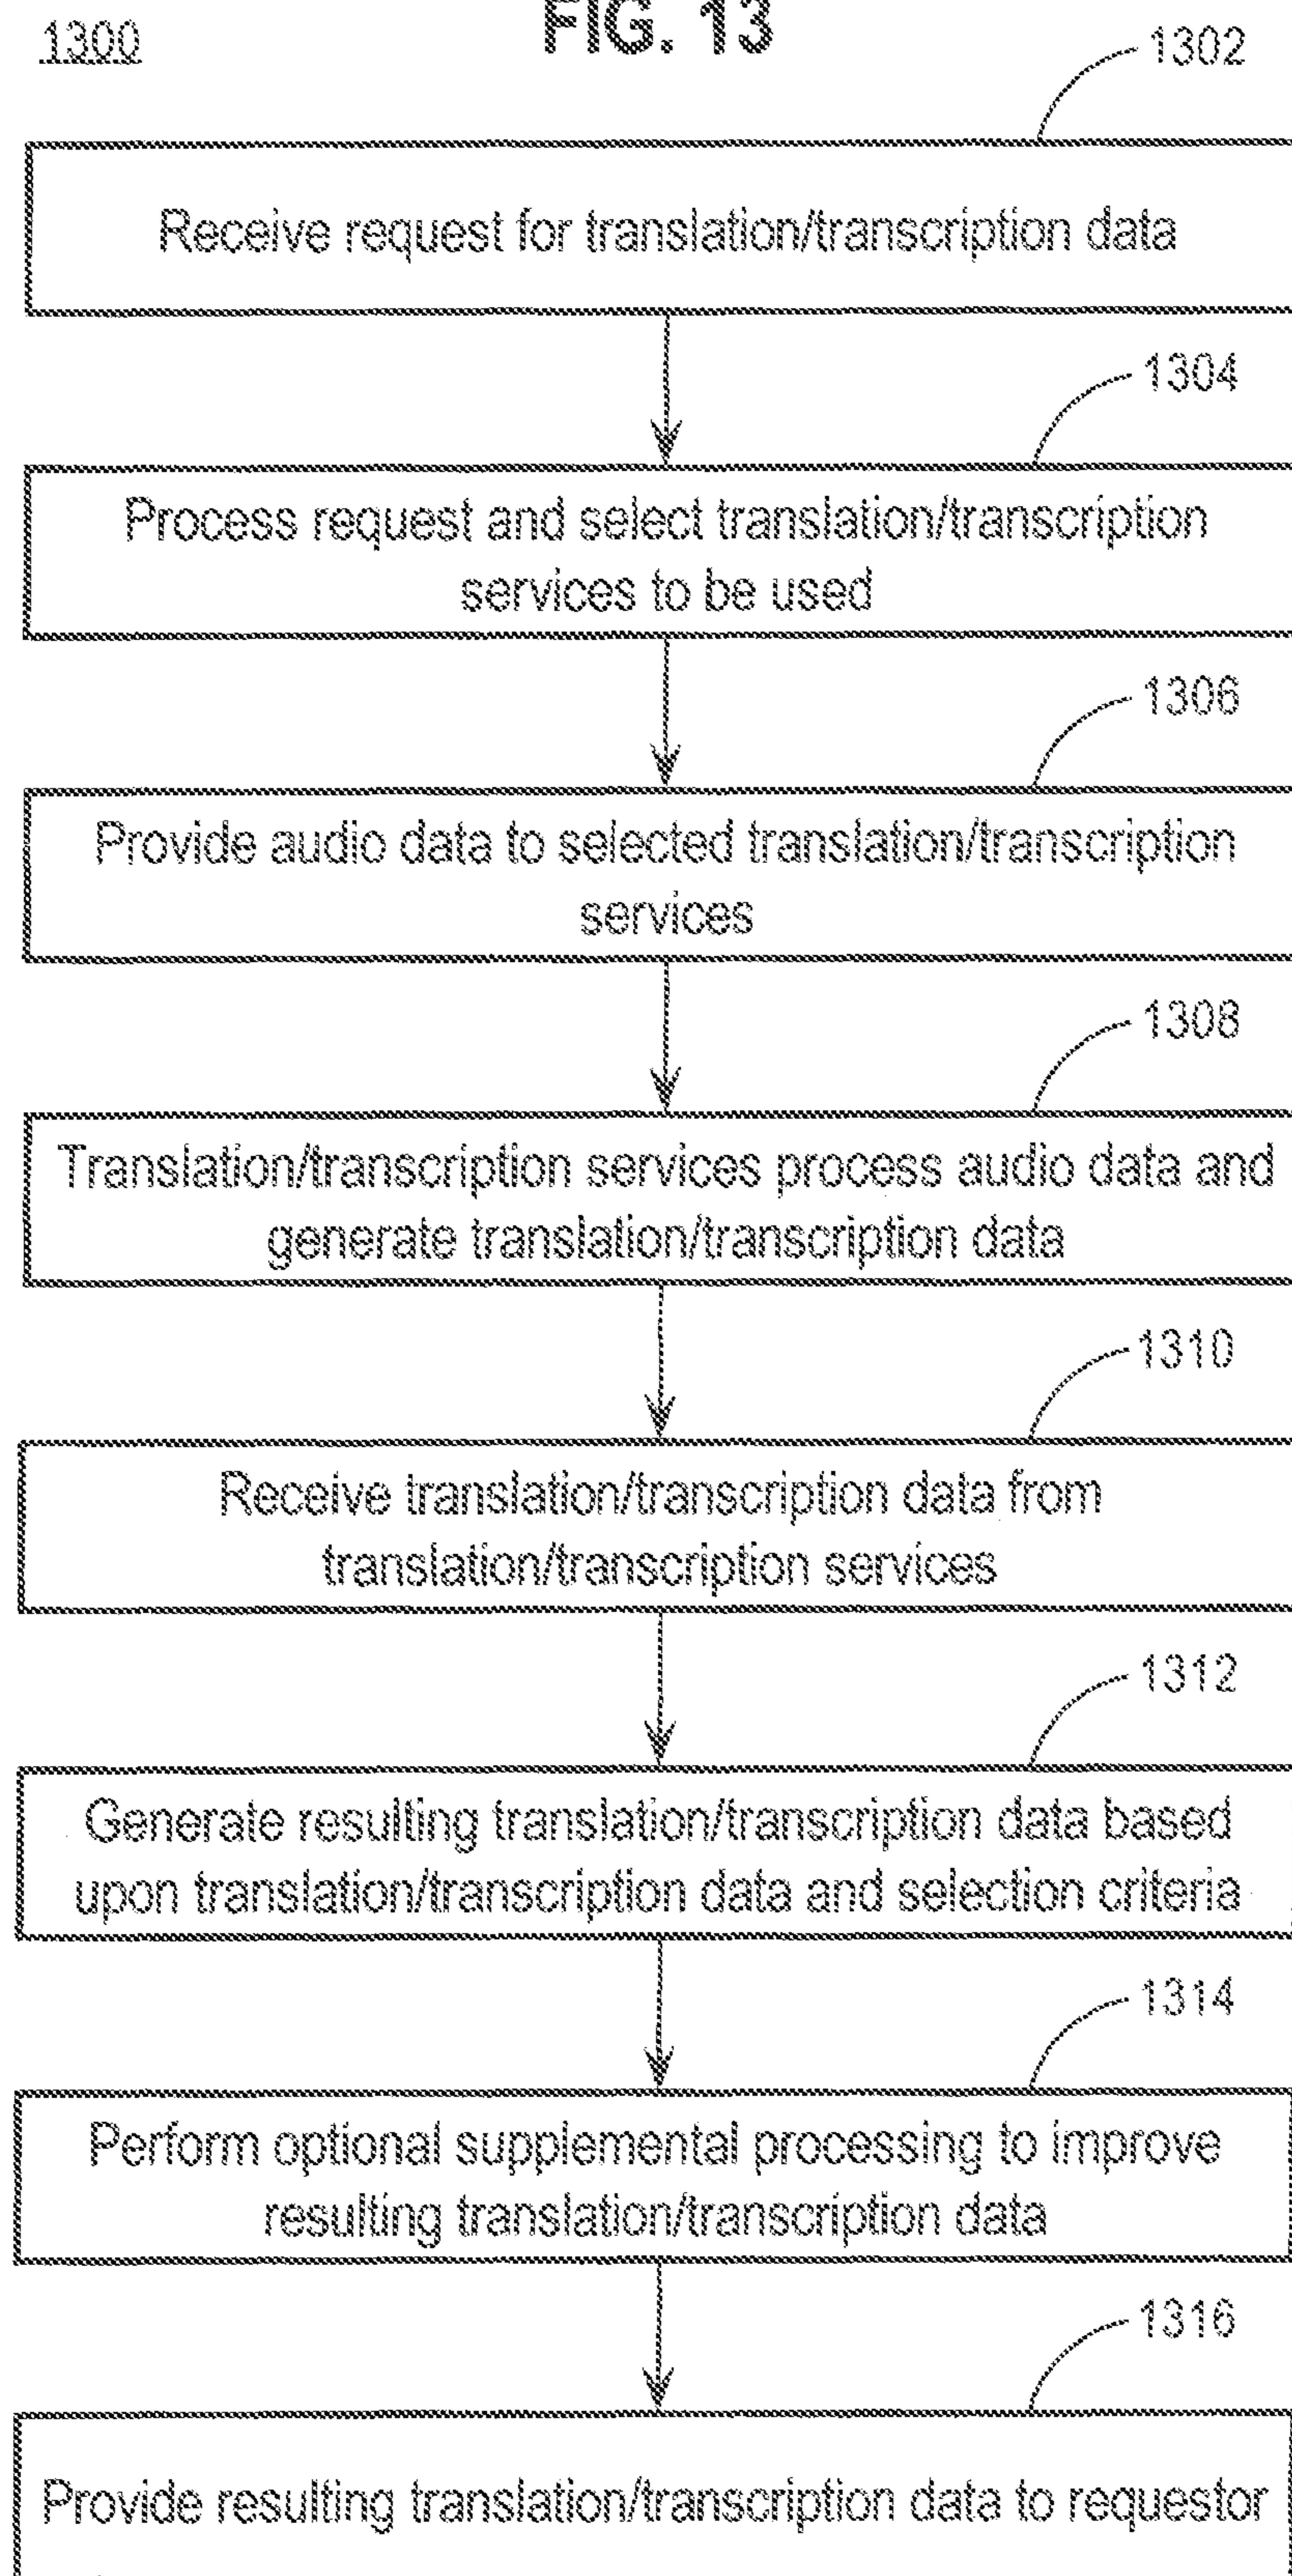 FIG. 13
1300
1302
Receive request for translation/transcription data
1304
Process request and select translation/transcription
services to be used
1306
Provide audio data to selected translation/transcription
services
1308
Translation/transcription services process audio data and
generate translation/transcription data
1310
Receive translation/transcription data from
translation/transcription services
1312
Generate resulting translation/transcription data based
upon translation/transcription data and selection criteria
1314
Perform optional supplemental processing to improve
resulting translation/transcription data
1316
Provide resulting translation/transcription data to requestor